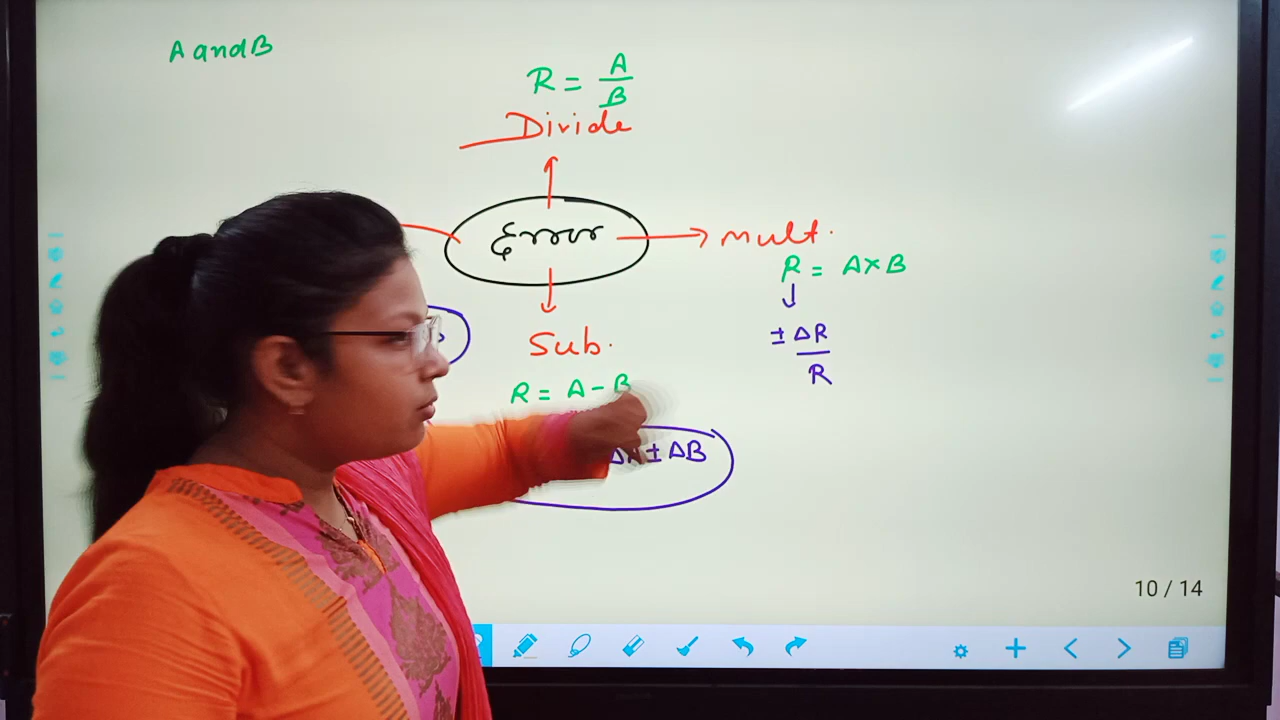 A and B
R = A/B
Divide
Error
mult.
R = A×B
± ΔR/R
Sub.
R = A − B
± ΔB
10 / 14